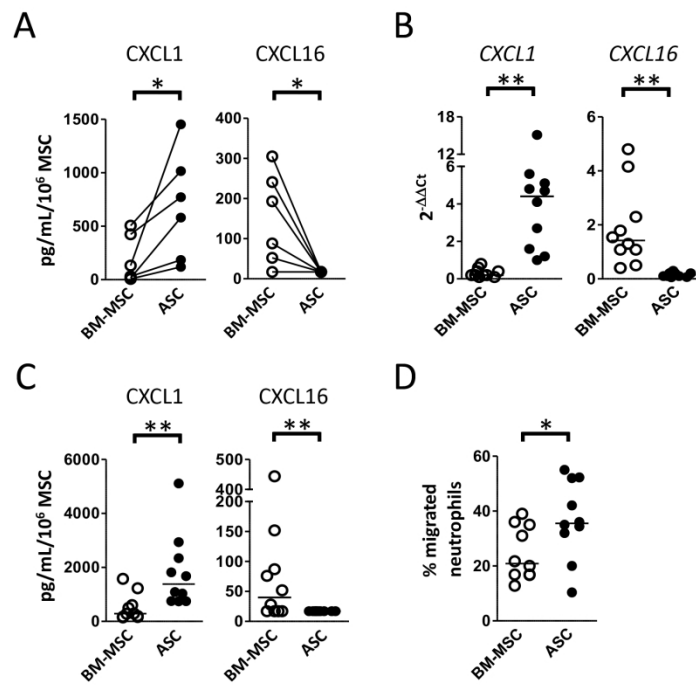 A
CXCL1
CXCL16
*
*
pg/mL/10⁶ MSC
1500
1000
500
0
400
300
200
100
0
BM-MSC
ASC
BM-MSC
ASC
B
CXCL1
CXCL16
**
**
2^-ΔΔCt
18
12
8
4
0
6
4
2
0
BM-MSC
ASC
BM-MSC
ASC
C
CXCL1
CXCL16
**
**
pg/mL/10⁶ MSC
6000
4000
2000
0
500
400
200
150
100
50
0
BM-MSC
ASC
BM-MSC
ASC
D
*
% migrated
neutrophils
60
40
20
0
BM-MSC
ASC